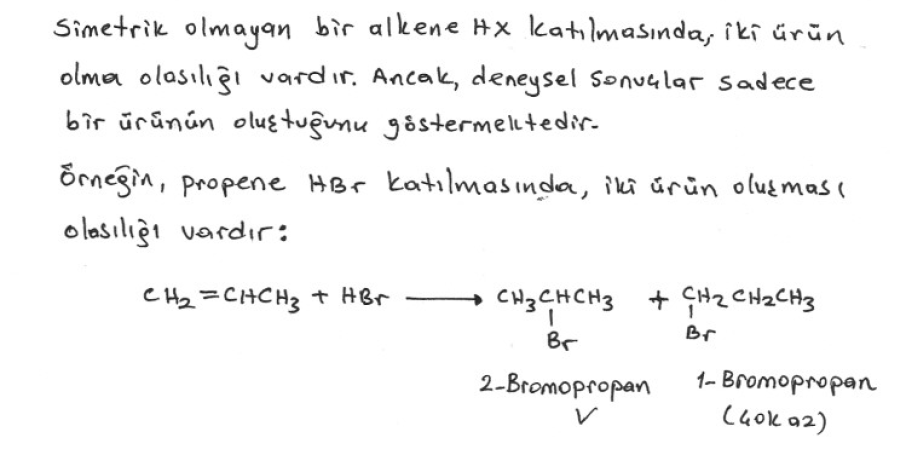 Simetrik olmayan bir alkene HX katılmasında, iki ürün
olma olasılığı vardır. Ancak, deneysel sonuçlar sadece
bir ürünün oluştuğunu göstermektedir.
Örneğin, propene HBr katılmasında, iki ürün oluşması
olasılığı vardır:
CH2=CHCH3 + HBr ⟶ CH3CHCH3 + CH2CH2CH3
Br Br
2-Bromopropan 1-Bromopropan
✓ (çok az)